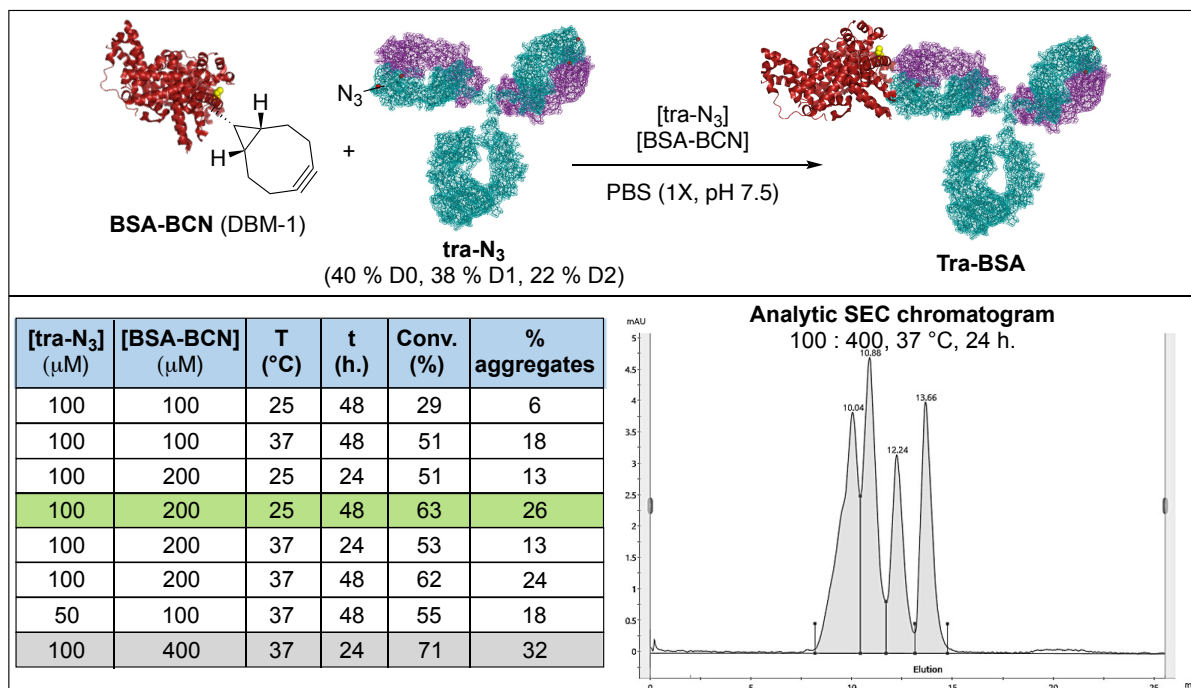 N3
H
H
+
[tra-N3]
[BSA-BCN]
PBS (1X, pH 7.5)
BSA-BCN (DBM-1)
tra-N3
(40 % D0, 38 % D1, 22 % D2)
Tra-BSA
[tra-N3] (μM) [BSA-BCN] (μM) T (°C) t (h.) Conv. (%) % aggregates
100 100 25 48 29 6
100 100 37 48 51 18
100 200 25 24 51 13
100 200 25 48 63 26
100 200 37 24 53 13
100 200 37 48 62 24
50 100 37 48 55 18
100 400 37 24 71 32
Analytic SEC chromatogram
100 : 400, 37 °C, 24 h.
mAU
5
4.5
4
3.5
3
2.5
2
1.5
1
0.5
0
10.04
10.88
12.24
13.66
Elution
0 5 10 15 20 25